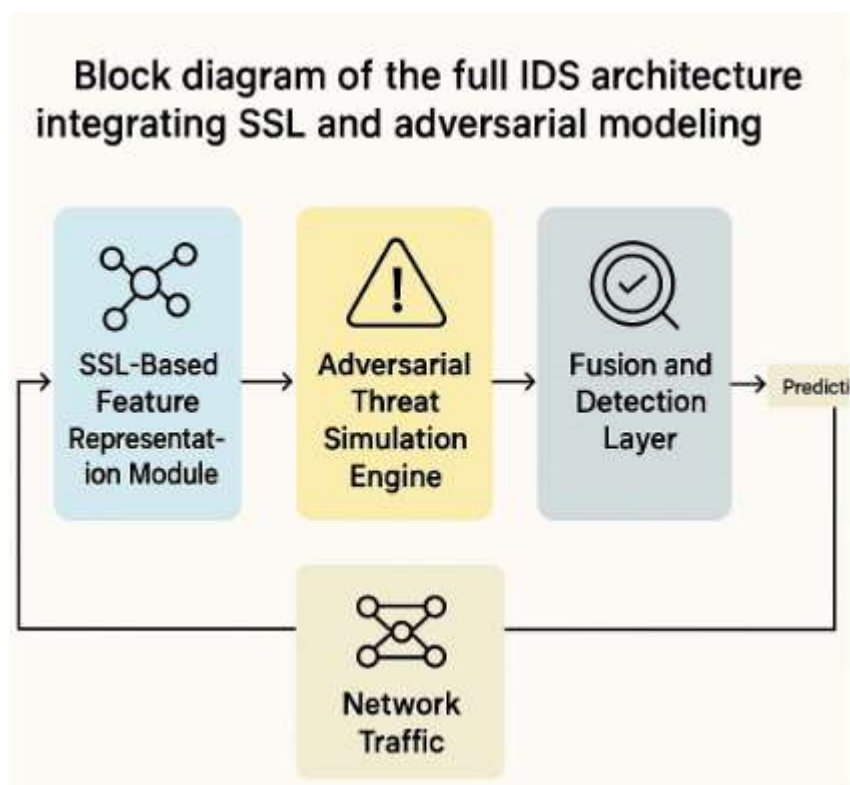 Block diagram of the full IDS architecture
integrating SSL and adversarial modeling
SSL-Based
Feature
Representat-
ion Module
Adversarial
Threat
Simulation
Engine
Fusion and
Detection
Layer
Predicti
Network
Traffic